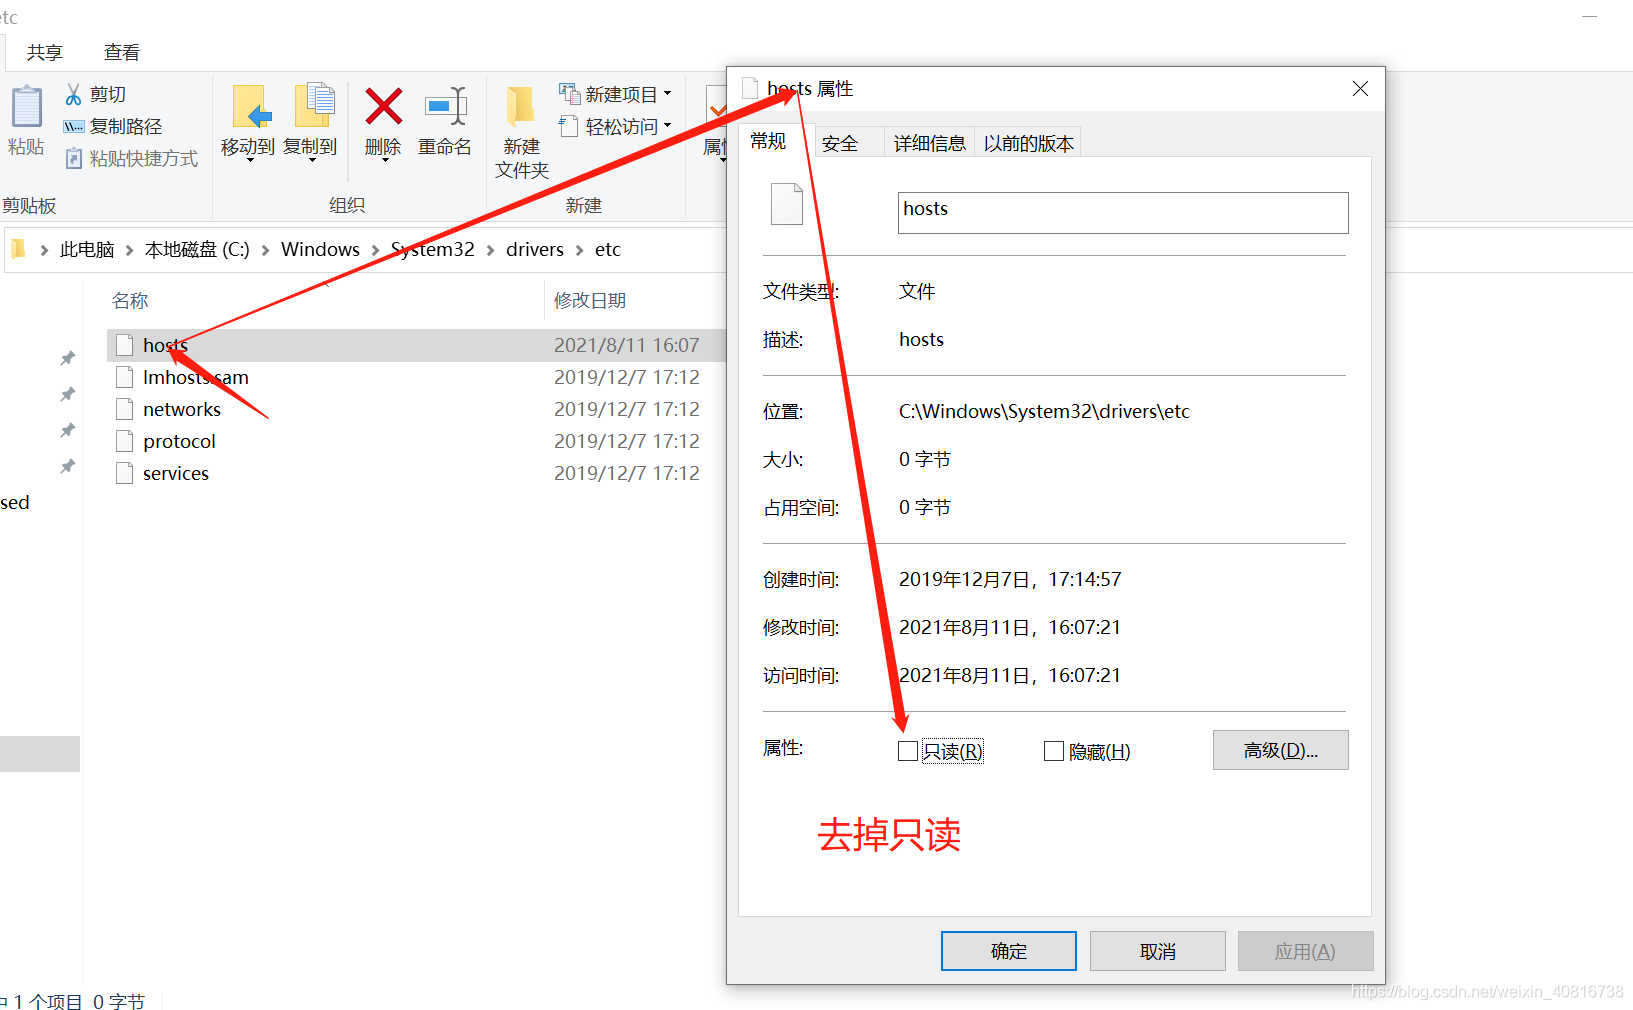 etc
共享 查看
剪切
复制路径
粘贴快捷方式
粘贴
剪贴板
移动到 复制到
删除 重命名
组织
新建
文件夹
新建项目
轻松访问
新建
此电脑 本地磁盘 (C:) Windows System32 drivers etc
名称 修改日期
hosts 2021/8/11 16:07
lmhosts.sam 2019/12/7 17:12
networks 2019/12/7 17:12
protocol 2019/12/7 17:12
services 2019/12/7 17:12
sed
1 个项目 0 字节
hosts 属性
常规 安全 详细信息 以前的版本
hosts
文件类型: 文件
描述: hosts
位置: C:\Windows\System32\drivers\etc
大小: 0 字节
占用空间: 0 字节
创建时间: 2019年12月7日，17:14:57
修改时间: 2021年8月11日，16:07:21
访问时间: 2021年8月11日，16:07:21
属性: 只读(R) 隐藏(H) 高级(D)...
去掉只读
确定 取消 应用(A)
https://blog.csdn.net/weixin_40816738